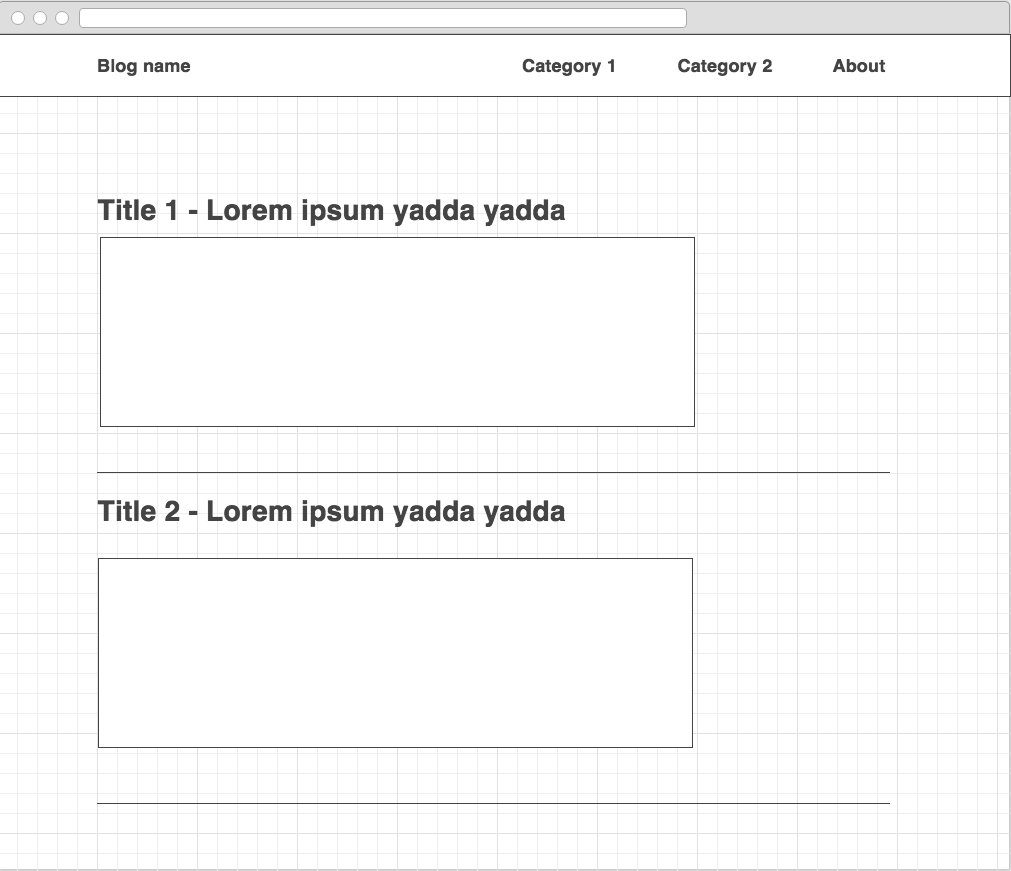 Blog name Category 1 Category 2 About
Title 1 - Lorem ipsum yadda yadda
Title 2 - Lorem ipsum yadda yadda